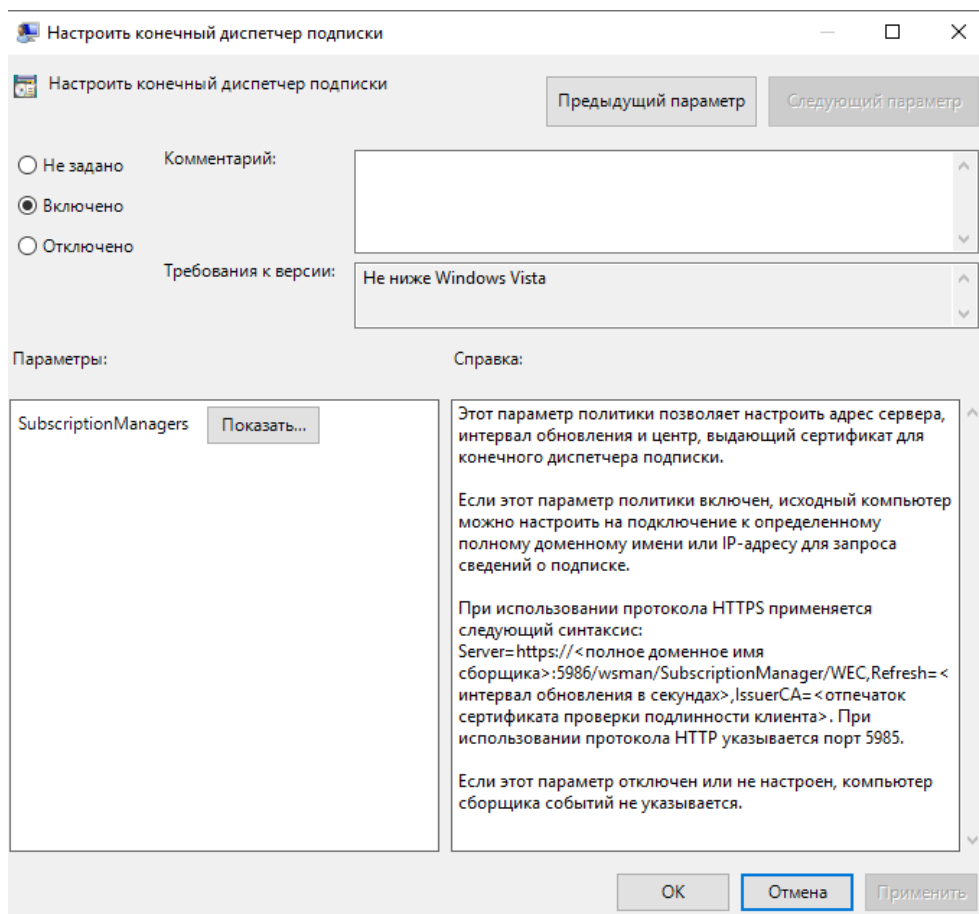 Настроить конечный диспетчер подписки
Настроить конечный диспетчер подписки
Предыдущий параметр
Следующий параметр
Не задано
Комментарий:
Включено
Отключено
Требования к версии:
Не ниже Windows Vista
Параметры:
Справка:
SubscriptionManagers
Показать...
Этот параметр политики позволяет настроить адрес сервера,
интервал обновления и центр, выдающий сертификат для
конечного диспетчера подписки.
Если этот параметр политики включен, исходный компьютер
можно настроить на подключение к определенному
полному доменному имени или IP-адресу для запроса
сведений о подписке.
При использовании протокола HTTPS применяется
следующий синтаксис:
Server=https://<полное доменное имя
сборщика>:5986/wsman/SubscriptionManager/WEC,Refresh=<
интервал обновления в секундах>,IssuerCA=<отпечаток
сертификата проверки подлинности клиента>. При
использовании протокола HTTP указывается порт 5985.
Если этот параметр отключен или не настроен, компьютер
сборщика событий не указывается.
ОК
Отмена
Применить